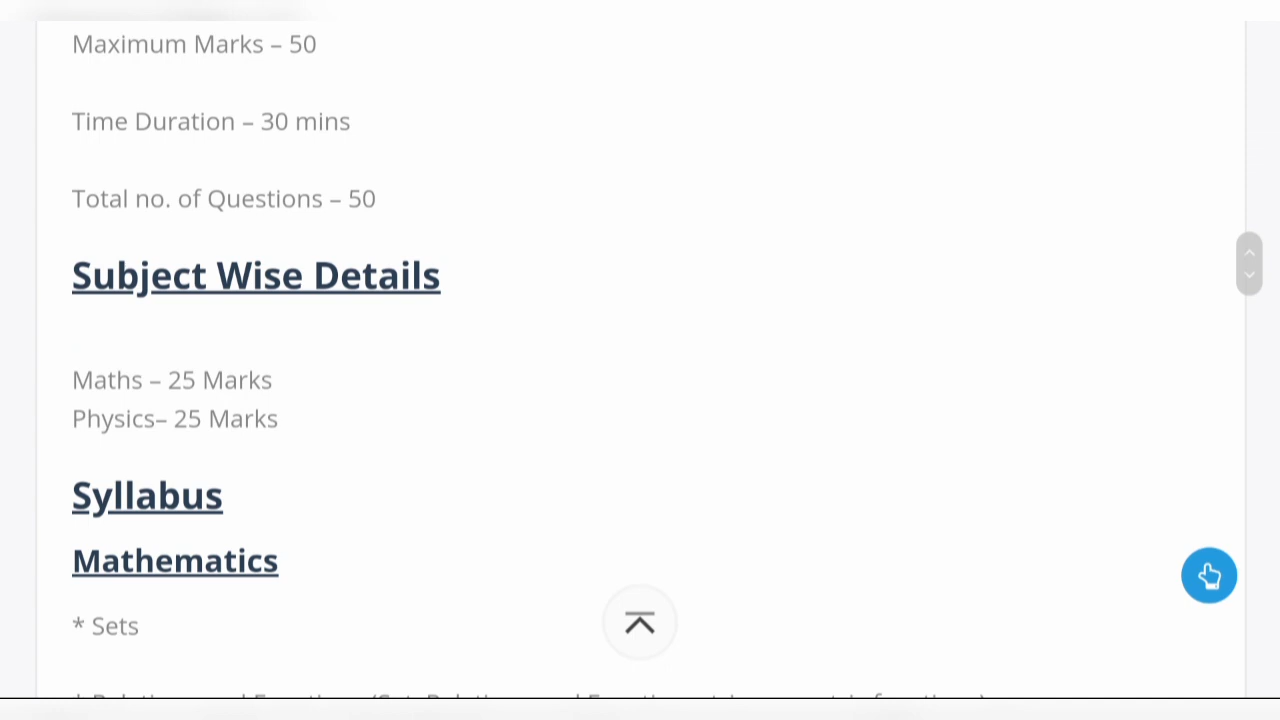 Maximum Marks – 50
Time Duration – 30 mins
Total no. of Questions – 50
Subject Wise Details
Maths – 25 Marks
Physics– 25 Marks
Syllabus
Mathematics
* Sets